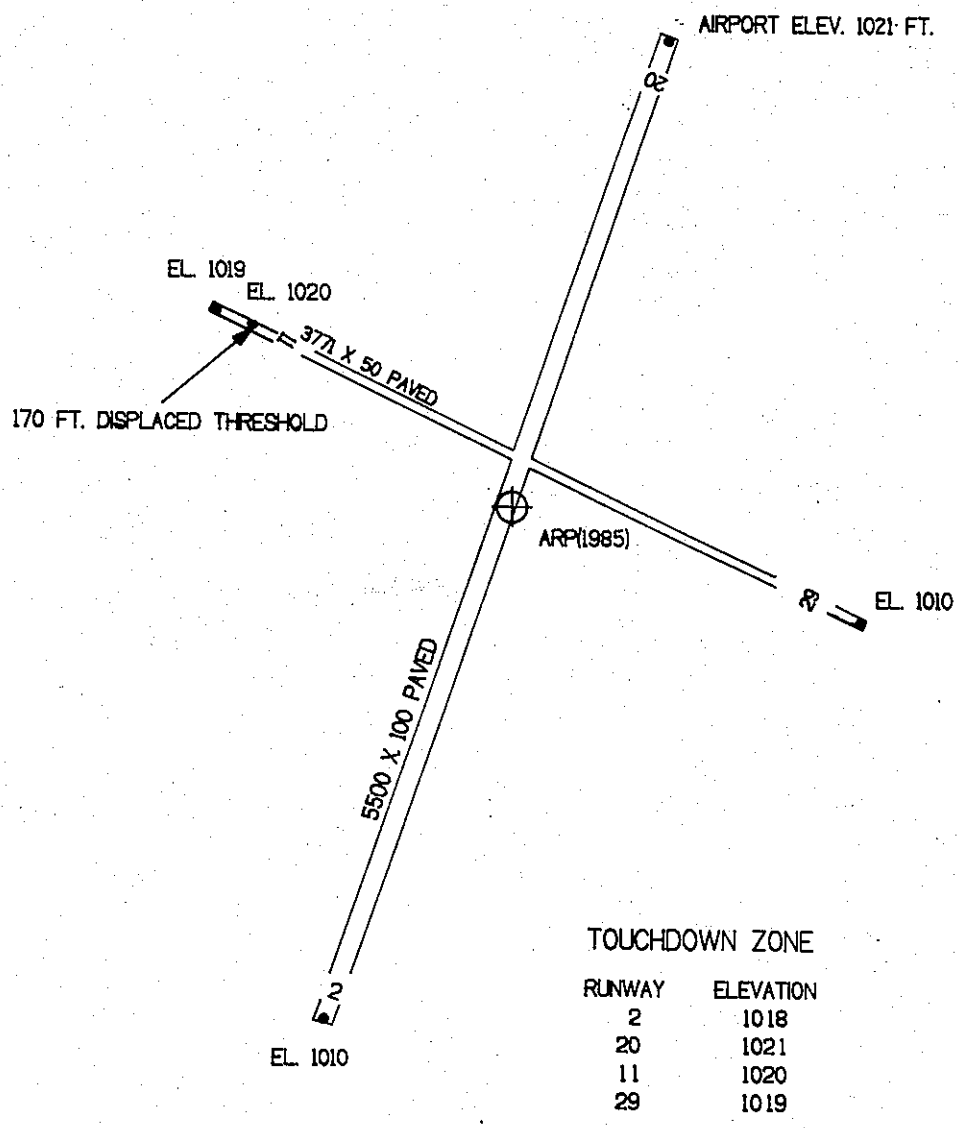 AIRPORT ELEV. 1021 FT.
20
EL. 1019
EL. 1020
11
3771 X 50 PAVED
170 FT. DISPLACED THRESHOLD
ARP(1985)
29
EL. 1010
5500 X 100 PAVED
2
EL. 1010
TOUCHDOWN ZONE
RUNWAY ELEVATION
2 1018
20 1021
11 1020
29 1019